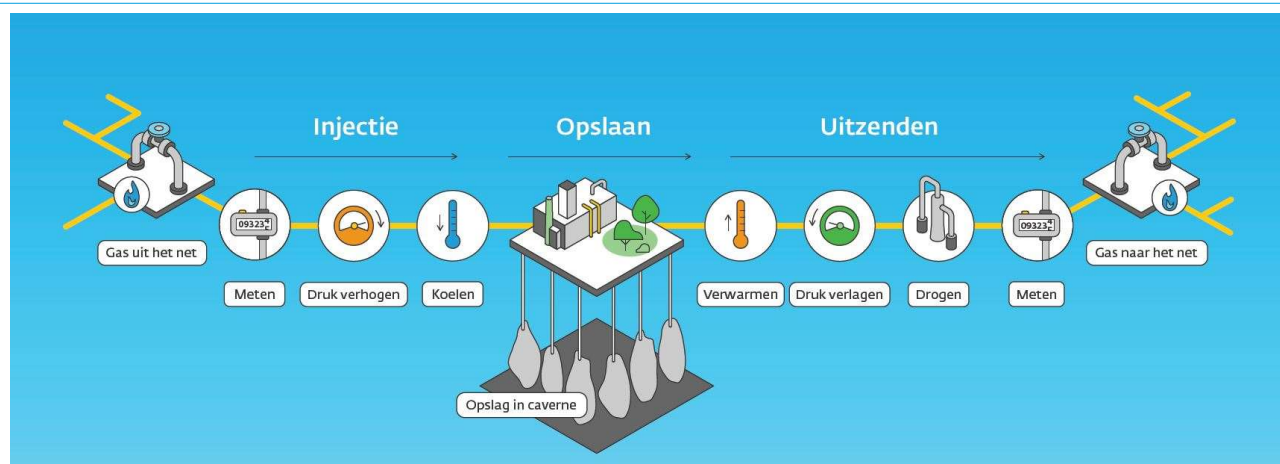 Injectie
Opslaan
Uitzenden
09323
09323
Gas uit het net
Gas naar het net
Meten
Druk verhogen
Koelen
Verwarmen
Druk verlagen
Drogen
Meten
Opslag in caverne